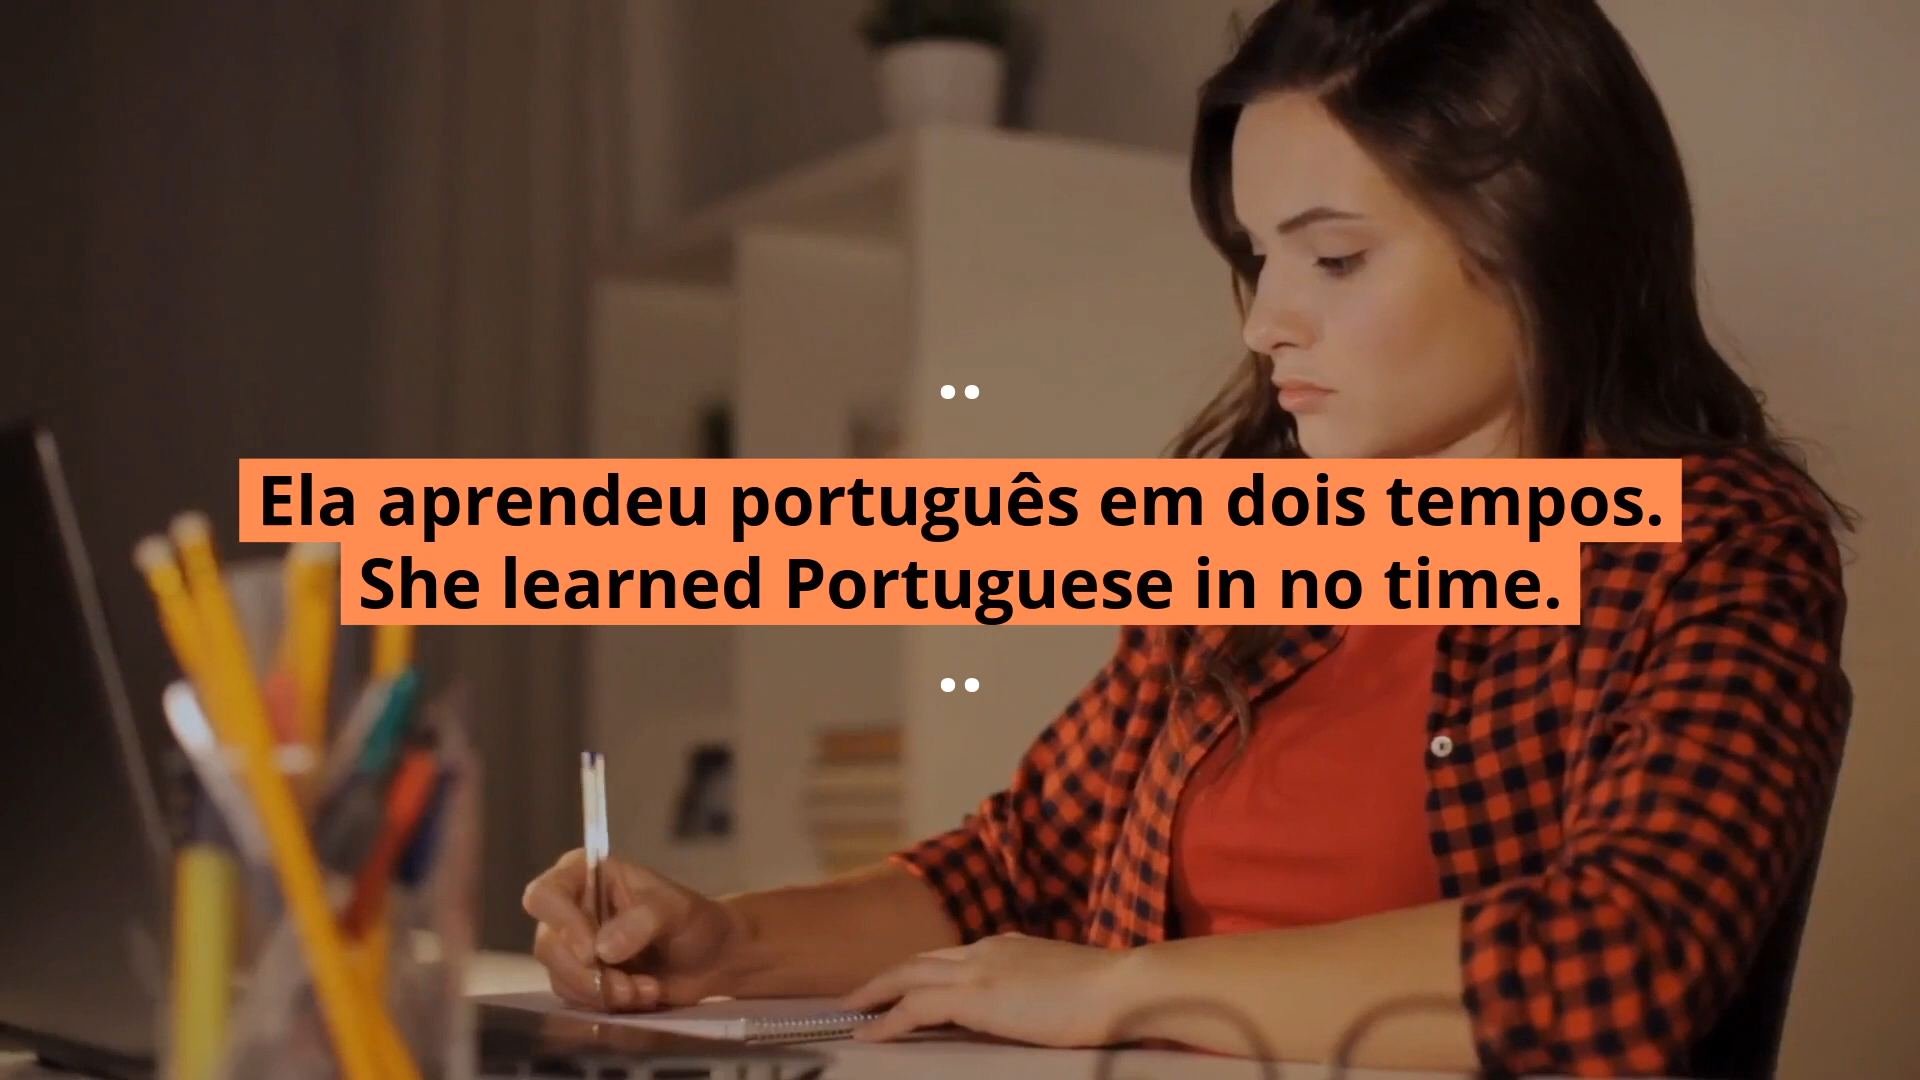 Ela aprendeu português em dois tempos.
She learned Portuguese in no time.